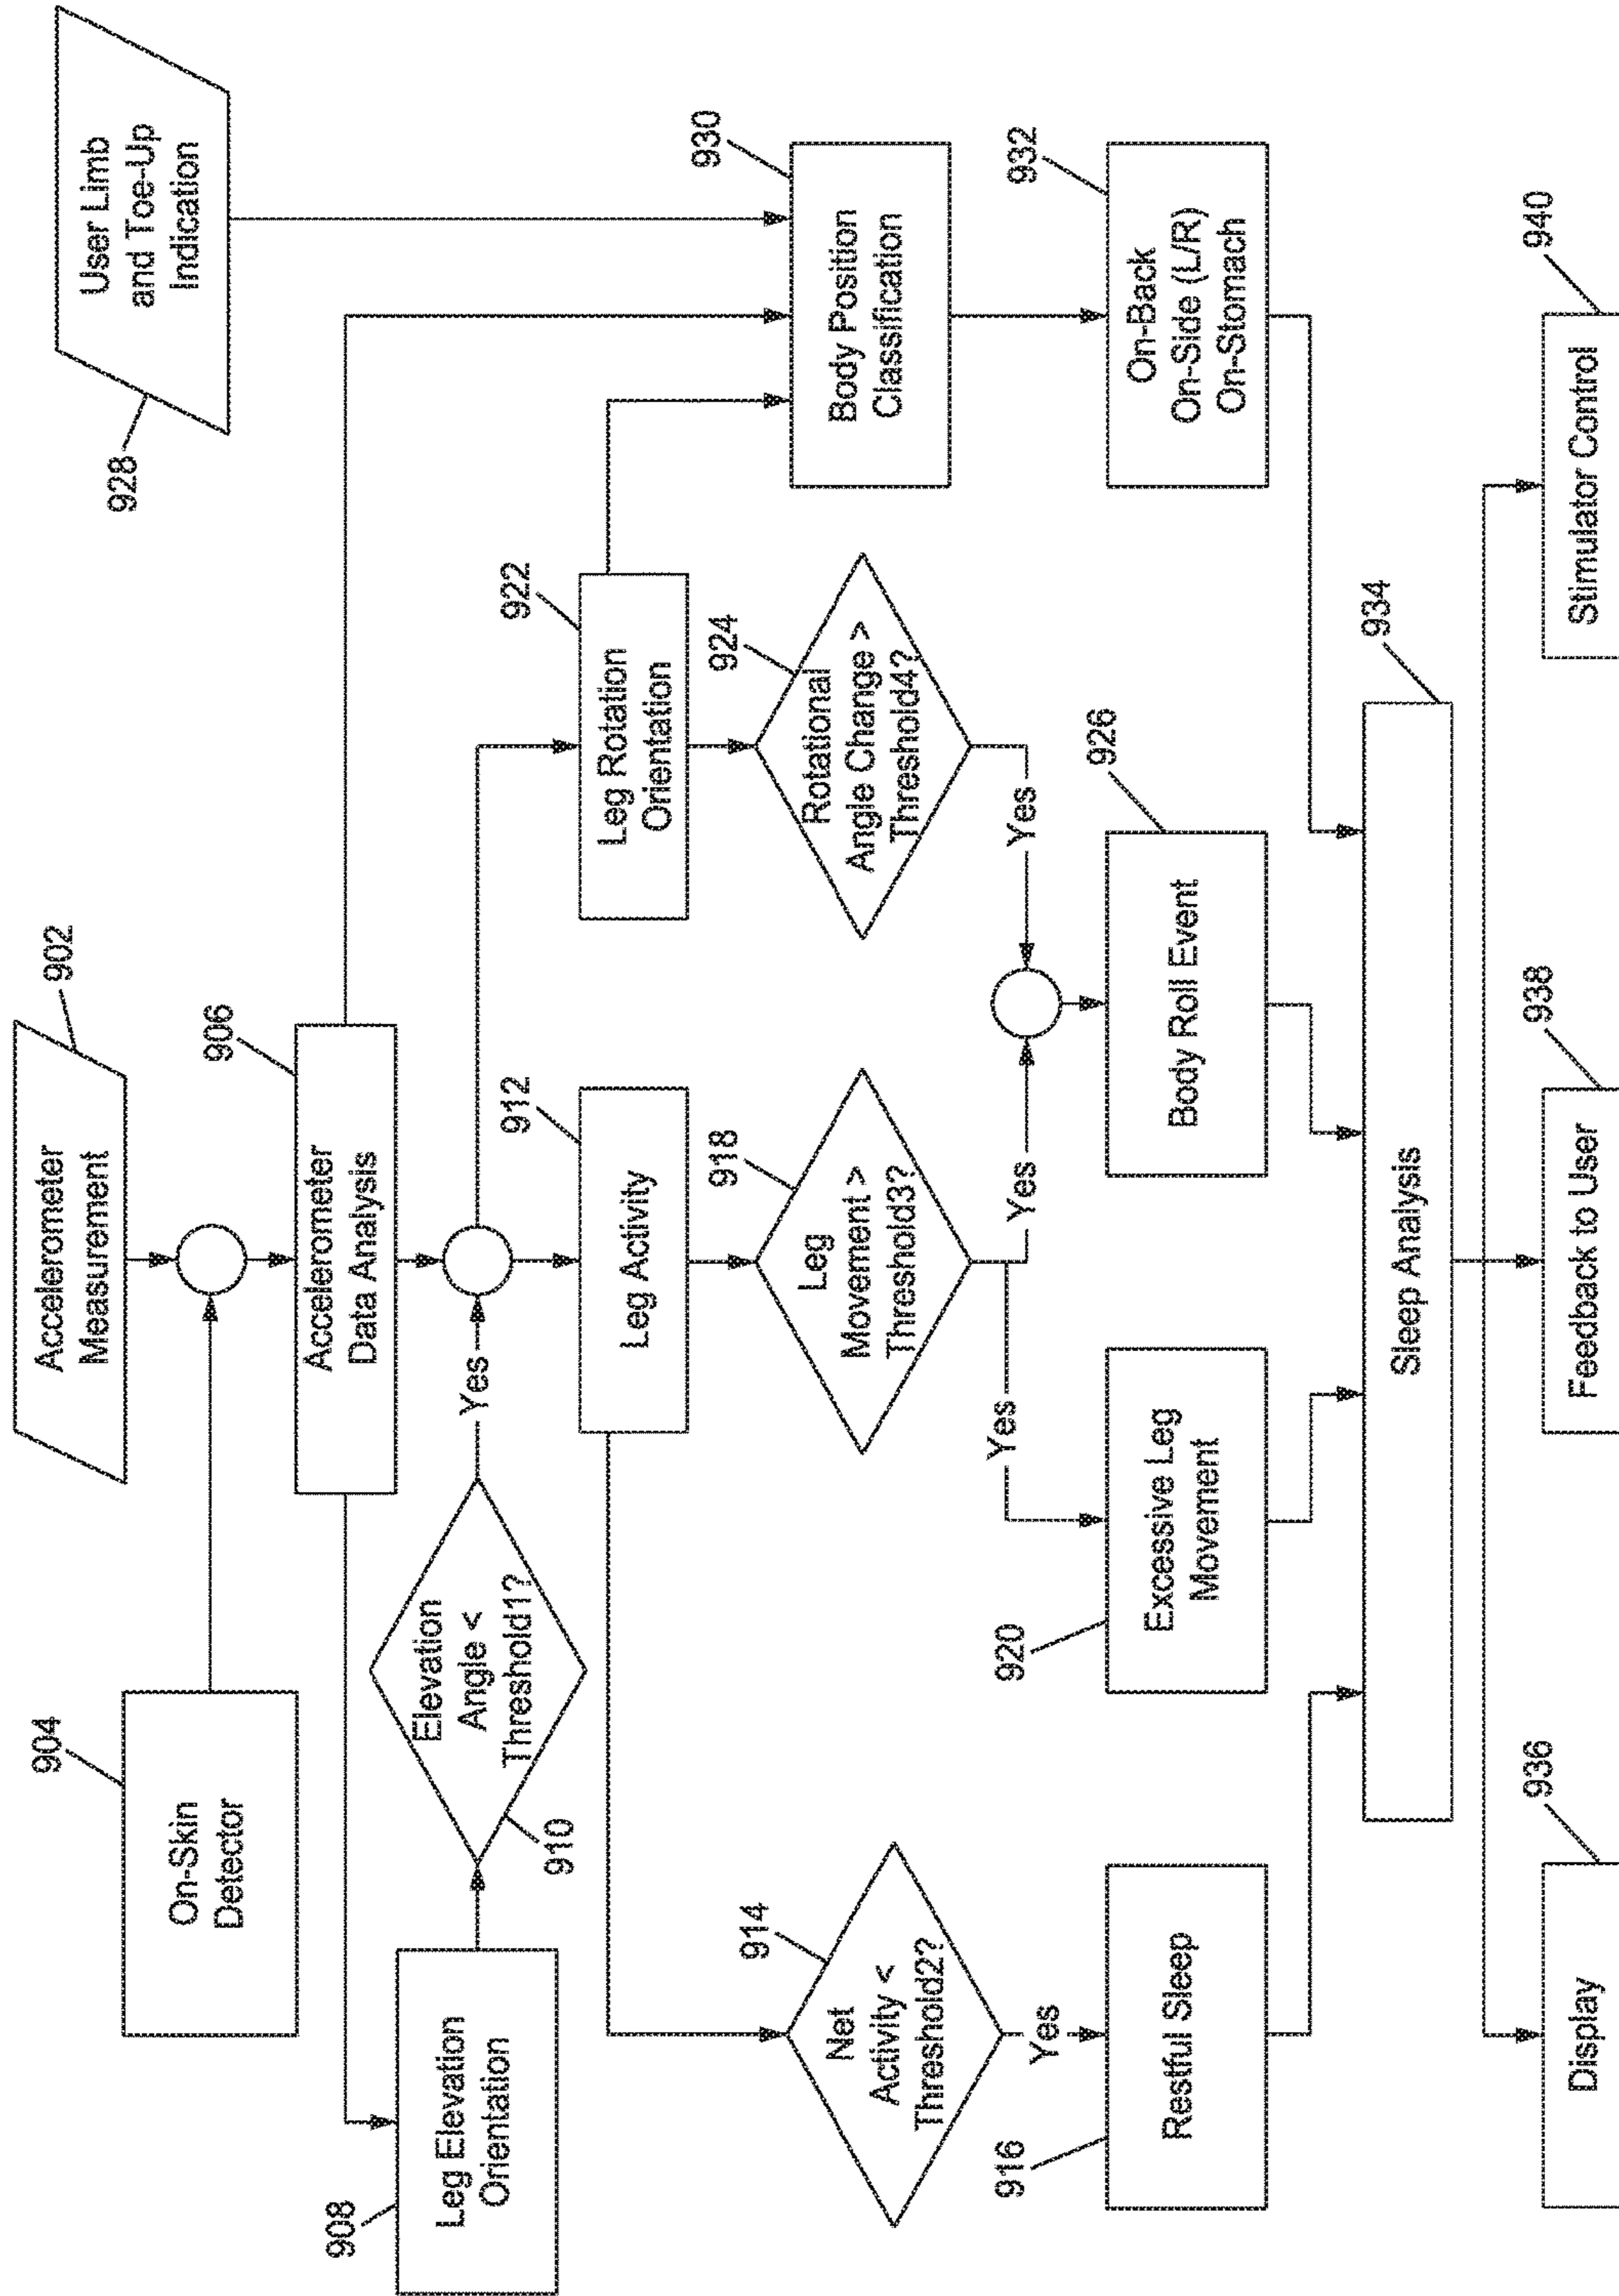 902
Accelerometer
Measurement
928
User Limb
and Toe-Up
Indication
904
On-Skin
Detector
906
Accelerometer
Data Analysis
908
Leg Elevation
Orientation
910
Elevation
Angle <
Threshold1?
Yes
912
Leg Activity
922
Leg Rotation
Orientation
930
Body Position
Classification
914
Net
Activity <
Threshold2?
Yes
918
Leg
Movement >
Threshold3?
Yes
Yes
924
Rotational
Angle Change >
Threshold4?
Yes
916
Restful Sleep
920
Excessive Leg
Movement
926
Body Roll Event
932
On-Back
On-Side (L/R)
On-Stomach
934
Sleep Analysis
936
Display
938
Feedback to User
940
Stimulator Control